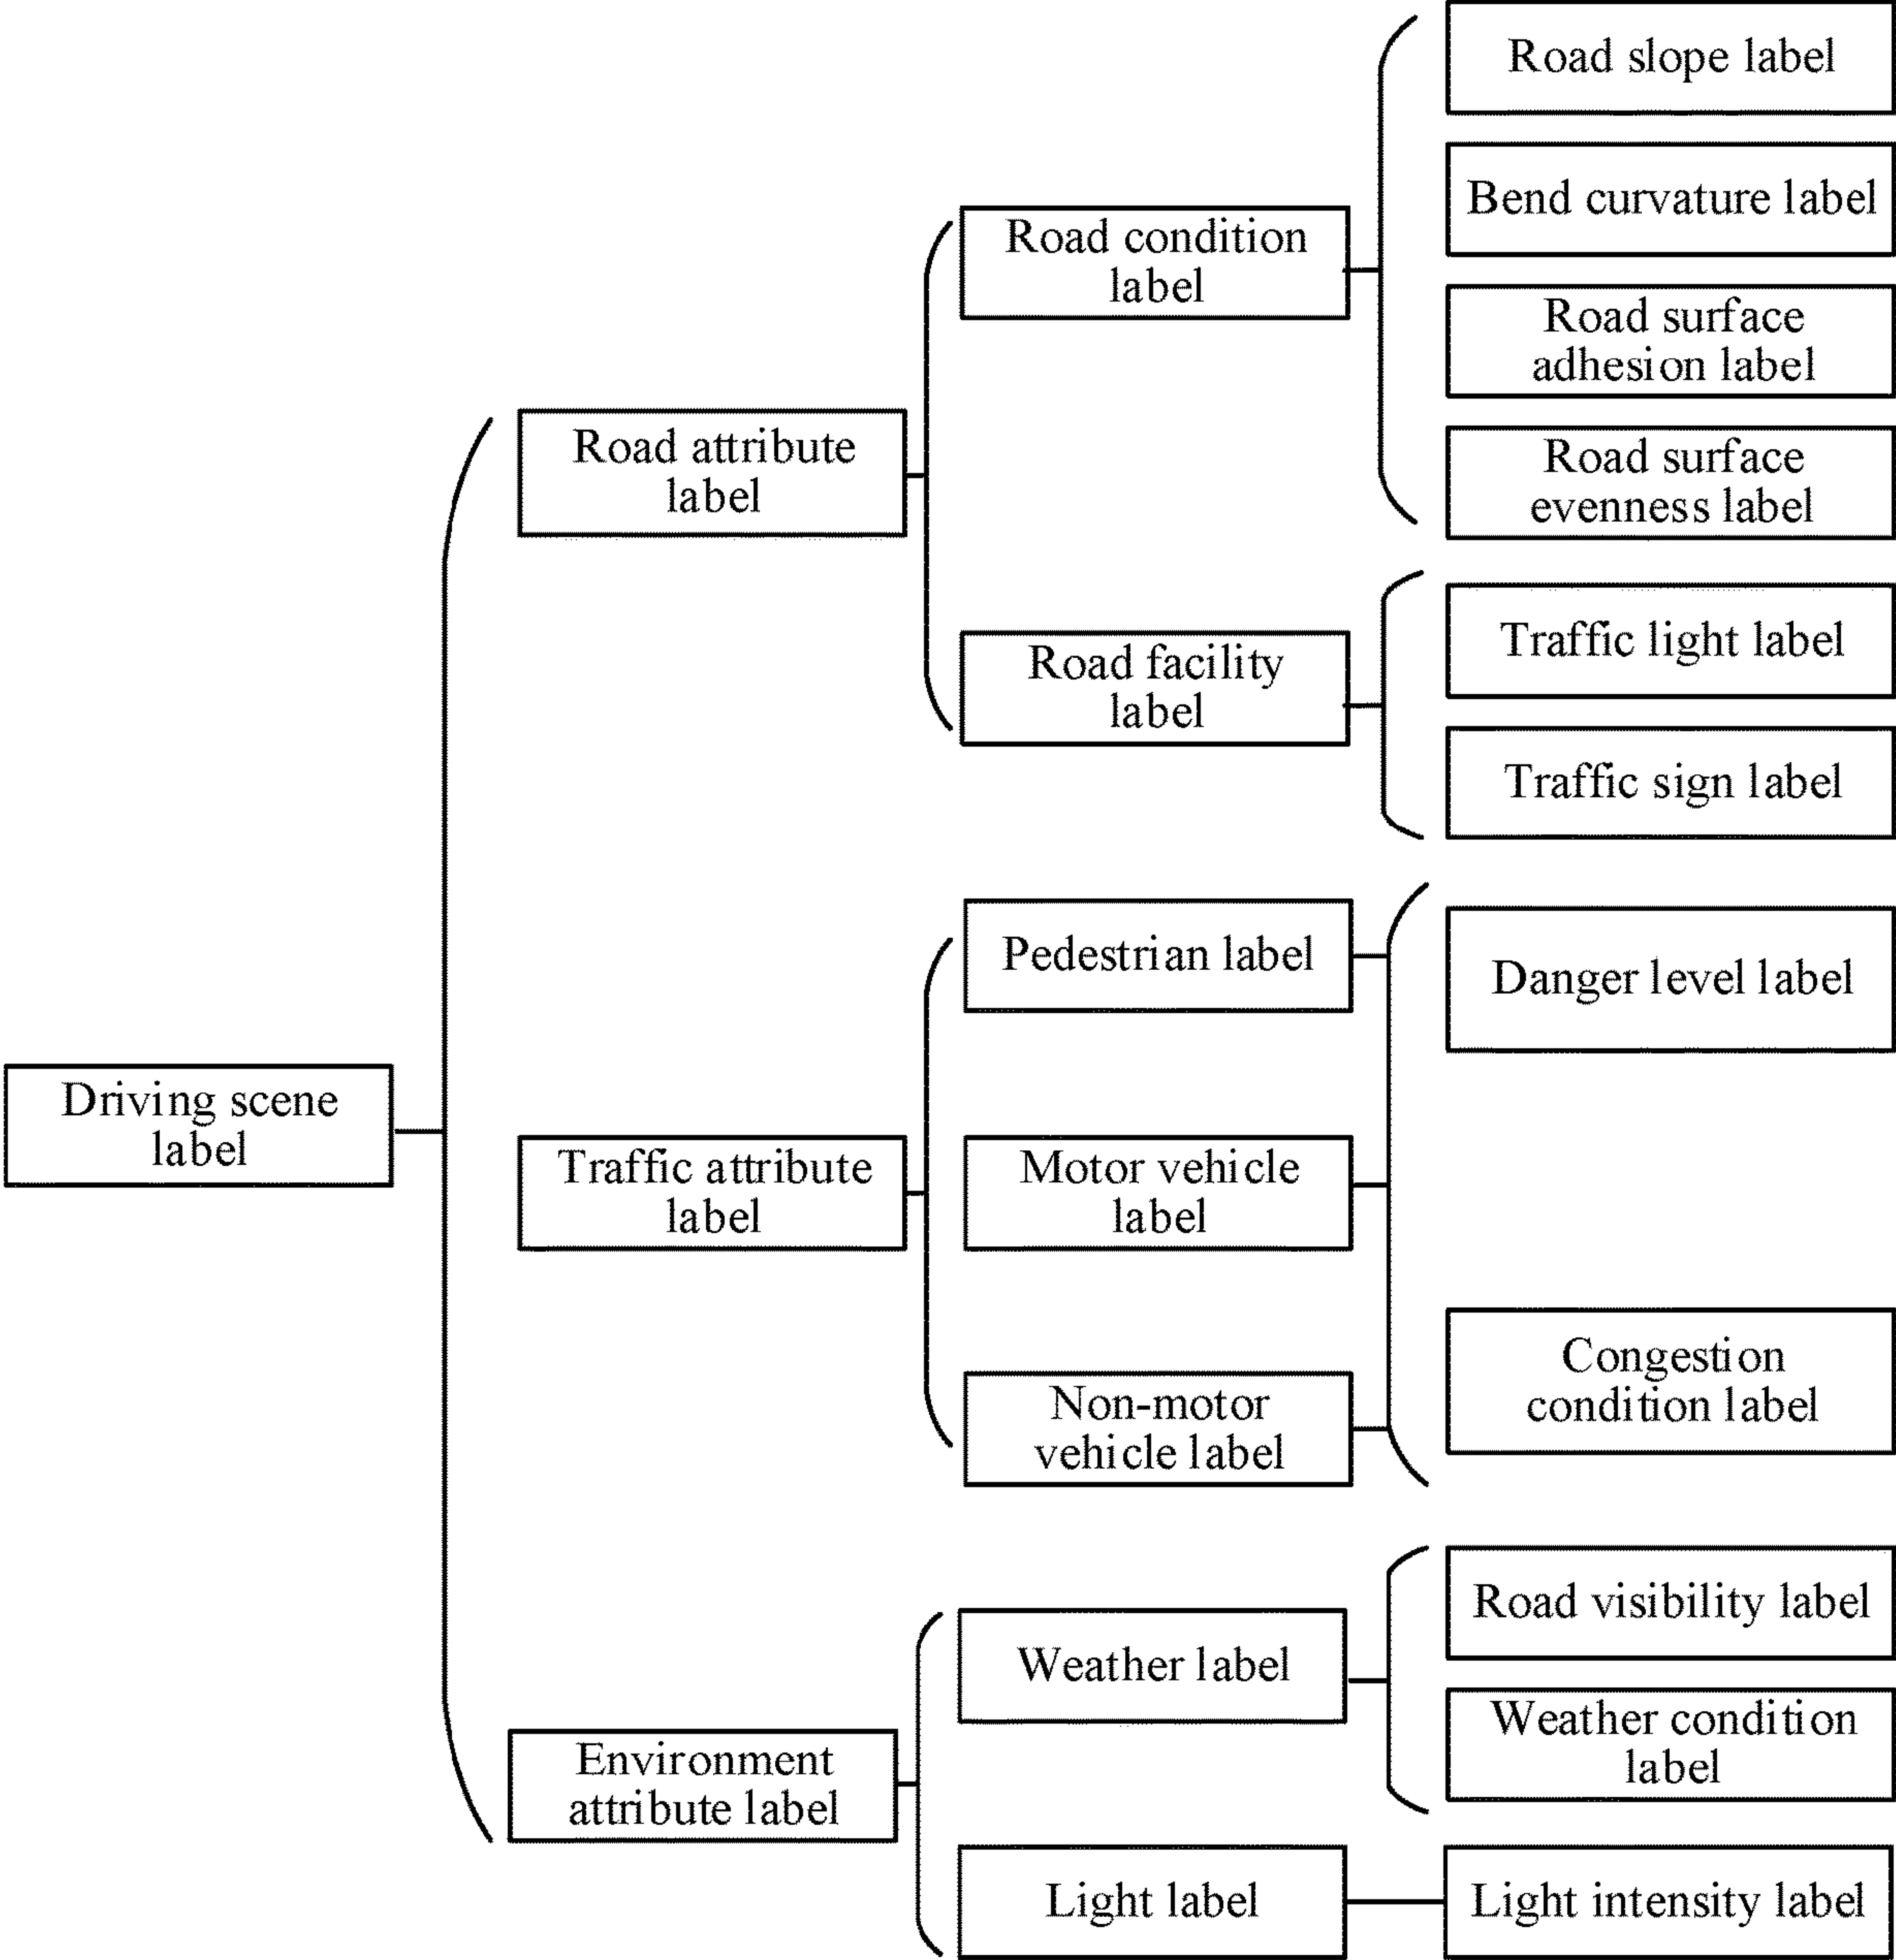 Driving scene
label
Road attribute
label
Road condition
label
Road slope label
Bend curvature label
Road surface
adhesion label
Road surface
evenness label
Road facility
label
Traffic light label
Traffic sign label
Traffic attribute
label
Pedestrian label
Motor vehicle
label
Non-motor
vehicle label
Danger level label
Congestion
condition label
Environment
attribute label
Weather label
Road visibility label
Weather condition
label
Light label
Light intensity label